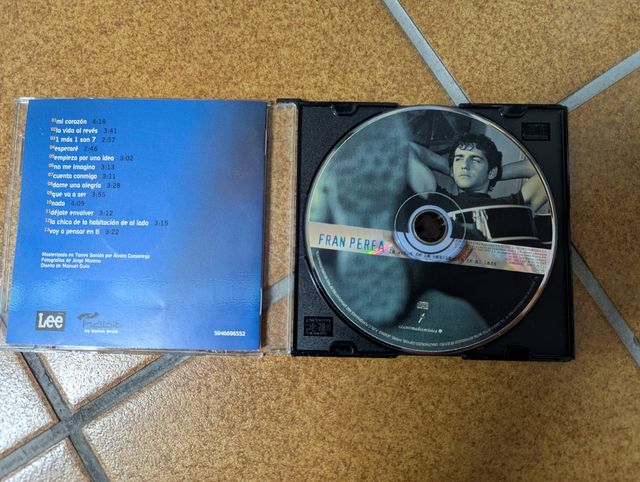 01 mi corazón 4:18
02 la vida al revés 3:41
03 1 más 1 son 7 2:57
04 esperaré 2:46
05 empieza por una idea 3:02
06 no me imagino 3:13
07 cuenta conmigo 3:11
08 dame una alegría 3:28
09 que va a ser 3:55
10 nada 4:09
11 déjate envolver 3:12
12 la chica de la habitación de al lado 3:15
13 voy a pensar en ti 3:22
Masterizado en Torres Sonido por Álvaro Corsanego
Fotografías de Jorge Moreno
Diseño de Manuel Guío
Lee
hábit
5046696552
FRAN PEREA
la chica de la habitación de al lado